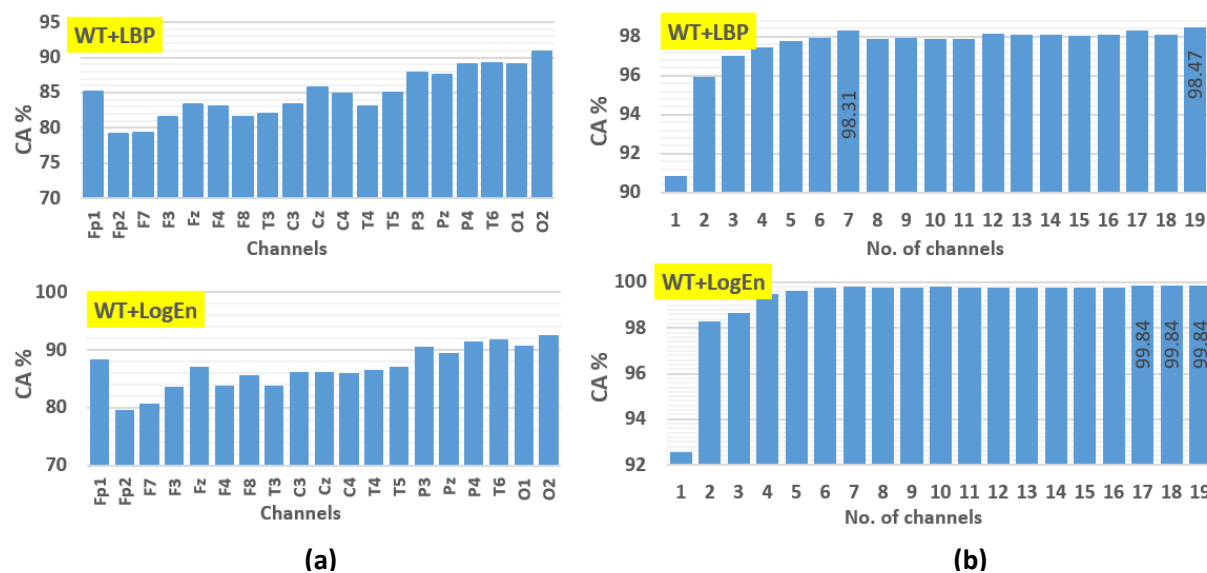 WT+LBP
CA %
95
90
85
80
75
70
Fp1 Fp2 F7 F3 Fz F4 F8 T3 C3 Cz C4 T4 T5 P3 Pz P4 T6 O1 O2
Channels
WT+LogEn
CA %
100
90
80
70
Fp1 Fp2 F7 F3 Fz F4 F8 T3 C3 Cz C4 T4 T5 P3 Pz P4 T6 O1 O2
Channels
(a)
WT+LBP
CA %
98
96
94
92
90
98.31
98.47
1 2 3 4 5 6 7 8 9 10 11 12 13 14 15 16 17 18 19
No. of channels
WT+LogEn
CA %
100
98
96
94
92
99.84
99.84
99.84
1 2 3 4 5 6 7 8 9 10 11 12 13 14 15 16 17 18 19
No. of channels
(b)